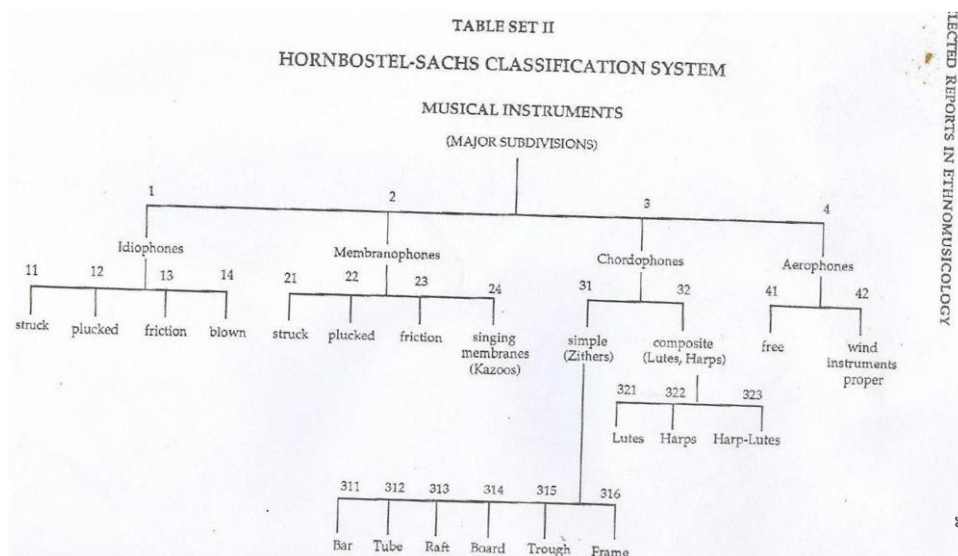 TABLE SET II
HORNBOSTEL-SACHS CLASSIFICATION SYSTEM
MUSICAL INSTRUMENTS
(MAJOR SUBDIVISIONS)
1 2 3 4
Idiophones Membranophones Chordophones Aerophones
11 12 13 14 21 22 23 24 31 32 41 42
struck plucked friction blown struck plucked friction singing simple composite free wind
membranes (Zithers) (Lutes, Harps) instruments
(Kazoos) proper
321 322 323
Lutes Harps Harp-Lutes
311 312 313 314 315 316
Bar Tube Raft Board Trough Frame
LECTED REPORTS IN ETHNOMUSICOLOGY